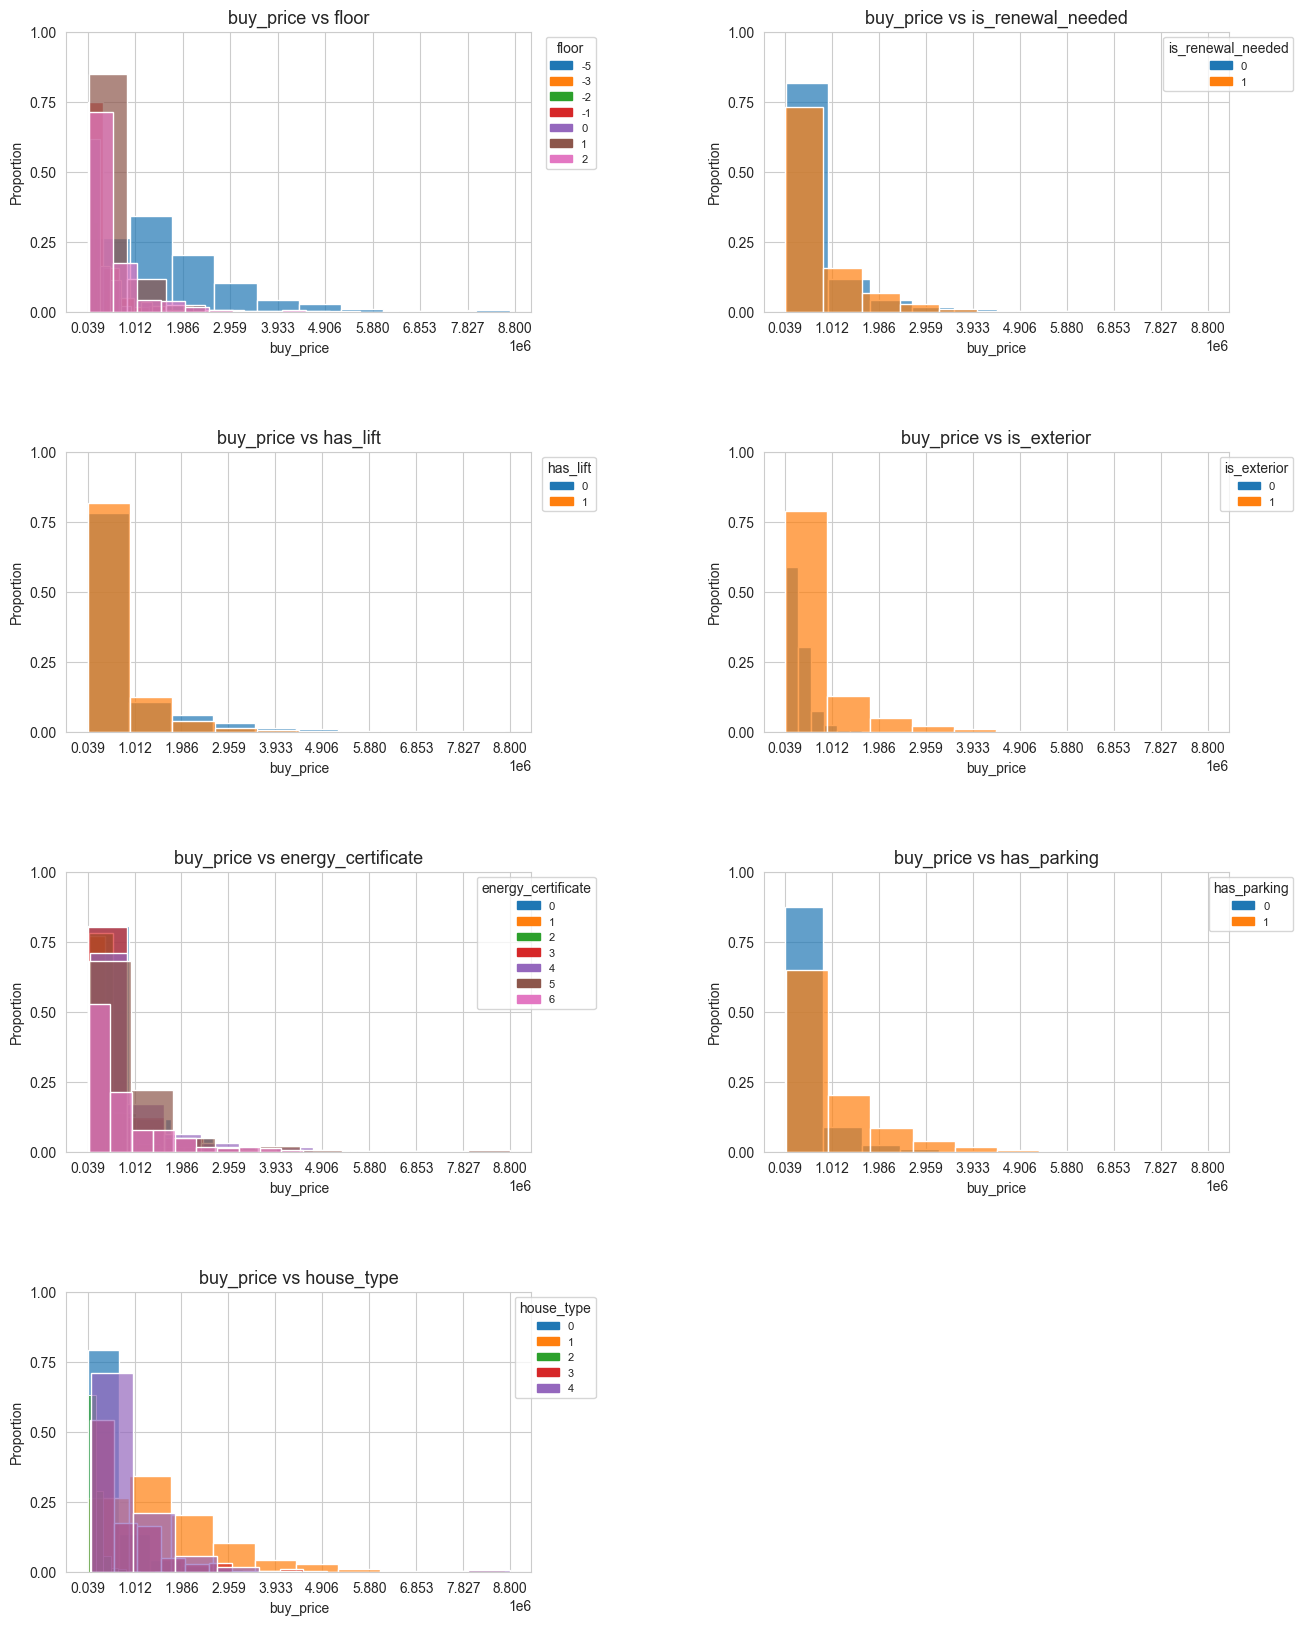 buy_price vs floor
1.00
0.75
0.50
0.25
0.00
Proportion
0.039 1.012 1.986 2.959 3.933 4.906 5.880 6.853 7.827 8.800
1e6
buy_price
floor
-5
-3
-2
-1
0
1
2
buy_price vs is_renewal_needed
1.00
0.75
0.50
0.25
0.00
Proportion
0.039 1.012 1.986 2.959 3.933 4.906 5.880 6.853 7.827 8.800
1e6
buy_price
is_renewal_needed
0
1
buy_price vs has_lift
1.00
0.75
0.50
0.25
0.00
Proportion
0.039 1.012 1.986 2.959 3.933 4.906 5.880 6.853 7.827 8.800
1e6
buy_price
has_lift
0
1
buy_price vs is_exterior
1.00
0.75
0.50
0.25
0.00
Proportion
0.039 1.012 1.986 2.959 3.933 4.906 5.880 6.853 7.827 8.800
1e6
buy_price
is_exterior
0
1
buy_price vs energy_certificate
1.00
0.75
0.50
0.25
0.00
Proportion
0.039 1.012 1.986 2.959 3.933 4.906 5.880 6.853 7.827 8.800
1e6
buy_price
energy_certificate
0
1
2
3
4
5
6
buy_price vs has_parking
1.00
0.75
0.50
0.25
0.00
Proportion
0.039 1.012 1.986 2.959 3.933 4.906 5.880 6.853 7.827 8.800
1e6
buy_price
has_parking
0
1
buy_price vs house_type
1.00
0.75
0.50
0.25
0.00
Proportion
0.039 1.012 1.986 2.959 3.933 4.906 5.880 6.853 7.827 8.800
1e6
buy_price
house_type
0
1
2
3
4